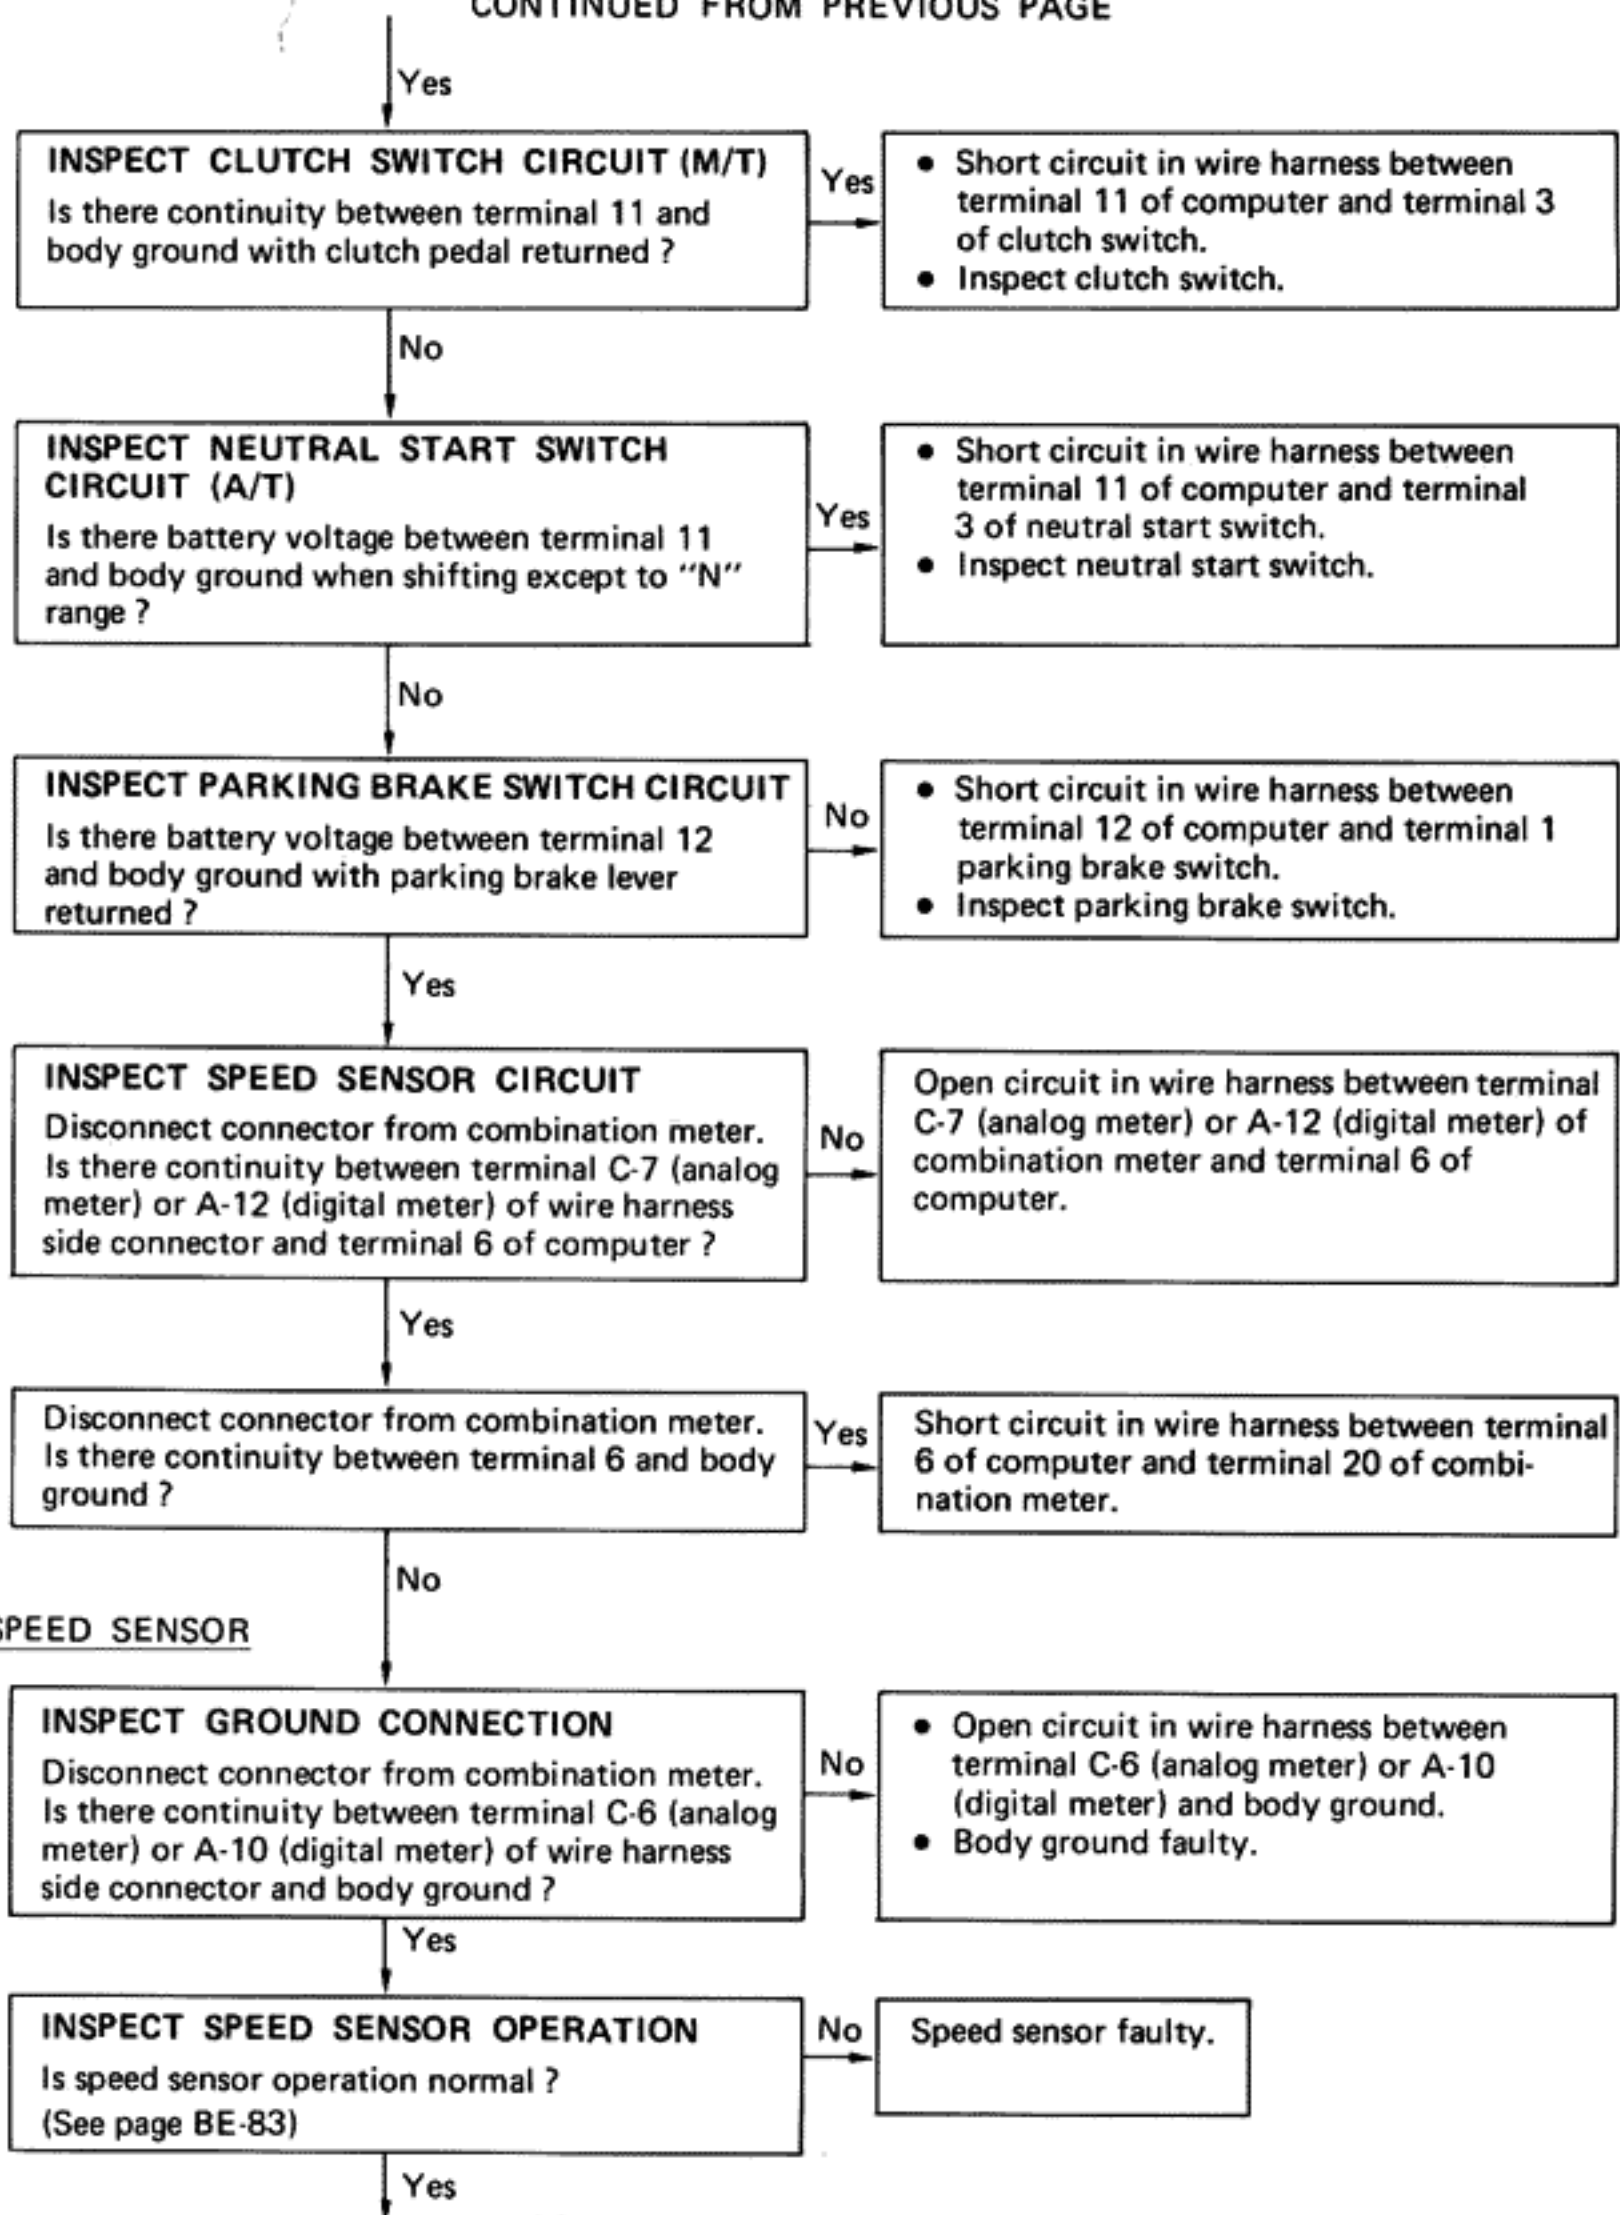 CONTINUED FROM PREVIOUS PAGE
Yes
INSPECT CLUTCH SWITCH CIRCUIT (M/T)
Is there continuity between terminal 11 and
body ground with clutch pedal returned ?
Yes
● Short circuit in wire harness between
terminal 11 of computer and terminal 3
of clutch switch.
● Inspect clutch switch.
No
INSPECT NEUTRAL START SWITCH
CIRCUIT (A/T)
Is there battery voltage between terminal 11
and body ground when shifting except to “N”
range ?
Yes
● Short circuit in wire harness between
terminal 11 of computer and terminal
3 of neutral start switch.
● Inspect neutral start switch.
No
INSPECT PARKING BRAKE SWITCH CIRCUIT
Is there battery voltage between terminal 12
and body ground with parking brake lever
returned ?
No
● Short circuit in wire harness between
terminal 12 of computer and terminal 1
parking brake switch.
● Inspect parking brake switch.
Yes
INSPECT SPEED SENSOR CIRCUIT
Disconnect connector from combination meter.
Is there continuity between terminal C-7 (analog
meter) or A-12 (digital meter) of wire harness
side connector and terminal 6 of computer ?
No
Open circuit in wire harness between terminal
C-7 (analog meter) or A-12 (digital meter) of
combination meter and terminal 6 of
computer.
Yes
Disconnect connector from combination meter.
Is there continuity between terminal 6 and body
ground ?
Yes
Short circuit in wire harness between terminal
6 of computer and terminal 20 of combi-
nation meter.
No
SPEED SENSOR
INSPECT GROUND CONNECTION
Disconnect connector from combination meter.
Is there continuity between terminal C-6 (analog
meter) or A-10 (digital meter) of wire harness
side connector and body ground ?
No
● Open circuit in wire harness between
terminal C-6 (analog meter) or A-10
(digital meter) and body ground.
● Body ground faulty.
Yes
INSPECT SPEED SENSOR OPERATION
Is speed sensor operation normal ?
(See page BE-83)
No
Speed sensor faulty.
Yes